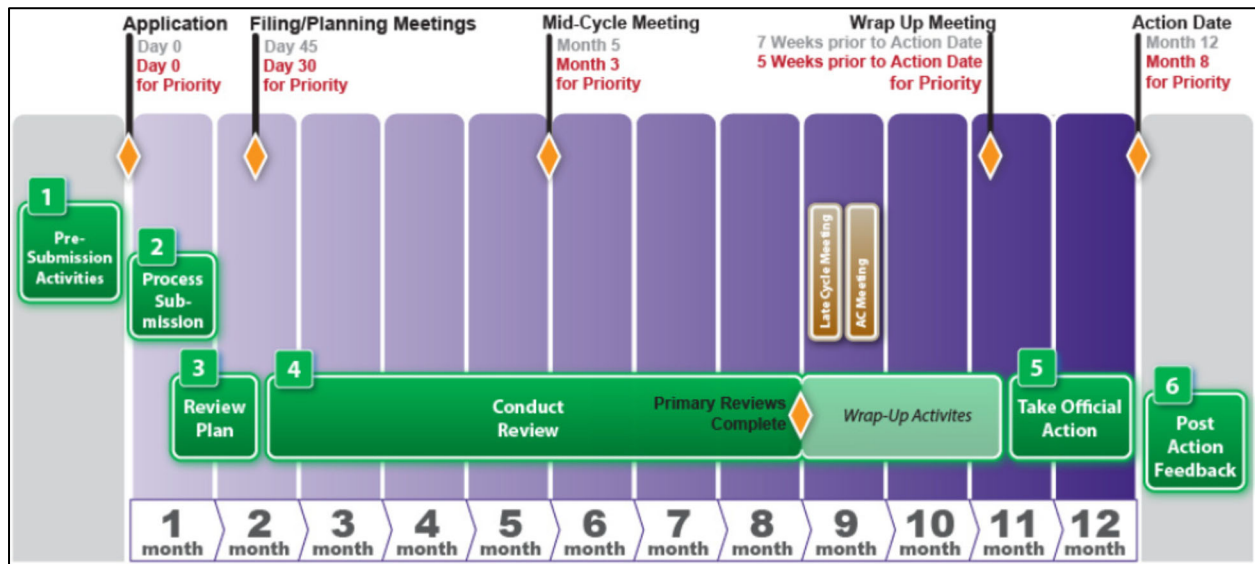 Application
Day 0
Day 0
for Priority
Filing/Planning Meetings
Day 45
Day 30
for Priority
Mid-Cycle Meeting
Month 5
Month 3
for Priority
Wrap Up Meeting
7 Weeks prior to Action Date
5 Weeks prior to Action Date
for Priority
Action Date
Month 12
Month 8
for Priority
1
Pre-
Submission
Activities
2
Process
Sub-
mission
3
Review
Plan
4
Conduct
Review
Primary Reviews
Complete
Late Cycle Meeting
AC Meeting
Wrap-Up Activites
5
Take Official
Action
6
Post
Action
Feedback
1
month
2
month
3
month
4
month
5
month
6
month
7
month
8
month
9
month
10
month
11
month
12
month